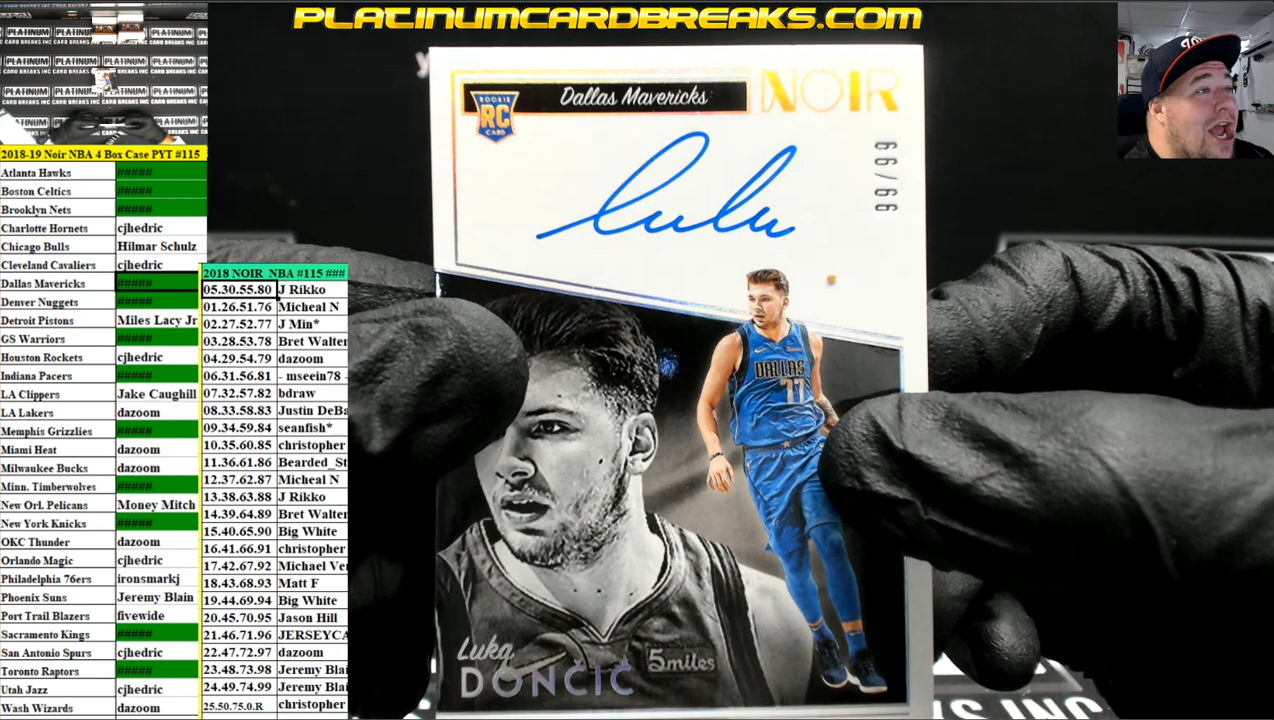 PLATINUMCARDBREAKS.COM
2018-19 Noir NBA 4 Box Case PYT #115
Atlanta Hawks #####
Boston Celtics #####
Brooklyn Nets #####
Charlotte Hornets cjhedric
Chicago Bulls Hilmar Schulz
Cleveland Cavaliers cjhedric
Dallas Mavericks #####
Denver Nuggets #####
Detroit Pistons Miles Lacy Jr
GS Warriors #####
Houston Rockets cjhedric
Indiana Pacers #####
LA Clippers Jake Caughill
LA Lakers dazoom
Memphis Grizzlies #####
Miami Heat dazoom
Milwaukee Bucks dazoom
Minn. Timberwolves #####
New Orl. Pelicans Money Mitch
New York Knicks #####
OKC Thunder dazoom
Orlando Magic cjhedric
Philadelphia 76ers ironsmarkj
Phoenix Suns Jeremy Blain
Port Trail Blazers fivewide
Sacramento Kings #####
San Antonio Spurs cjhedric
Toronto Raptors #####
Utah Jazz cjhedric
Wash Wizards dazoom
2018 NOIR NBA #115 ###
05.30.55.80 J Rikko
01.26.51.76 Micheal N
02.27.52.77 J Min*
03.28.53.78 Bret Walter
04.29.54.79 dazoom
06.31.56.81 - mseein78 -
07.32.57.82 bdraw
08.33.58.83 Justin DeBa
09.34.59.84 seanfish*
10.35.60.85 christopher
11.36.61.86 Bearded_St
12.37.62.87 Micheal N
13.38.63.88 J Rikko
14.39.64.89 Bret Walter
15.40.65.90 Big White
16.41.66.91 christopher
17.42.67.92 Michael Ver
18.43.68.93 Matt F
19.44.69.94 Big White
20.45.70.95 Jason Hill
21.46.71.96 JERSEYCA
22.47.72.97 dazoom
23.48.73.98 Jeremy Blai
24.49.74.99 Jeremy Blai
25.50.75.0.R christopher
Dallas Mavericks
NOIR
ROOKIE
RC
CARD
99/99
DALLAS
77
5miles
Luka
DONČIĆ
PLATINUM
CARD BREAKS INC